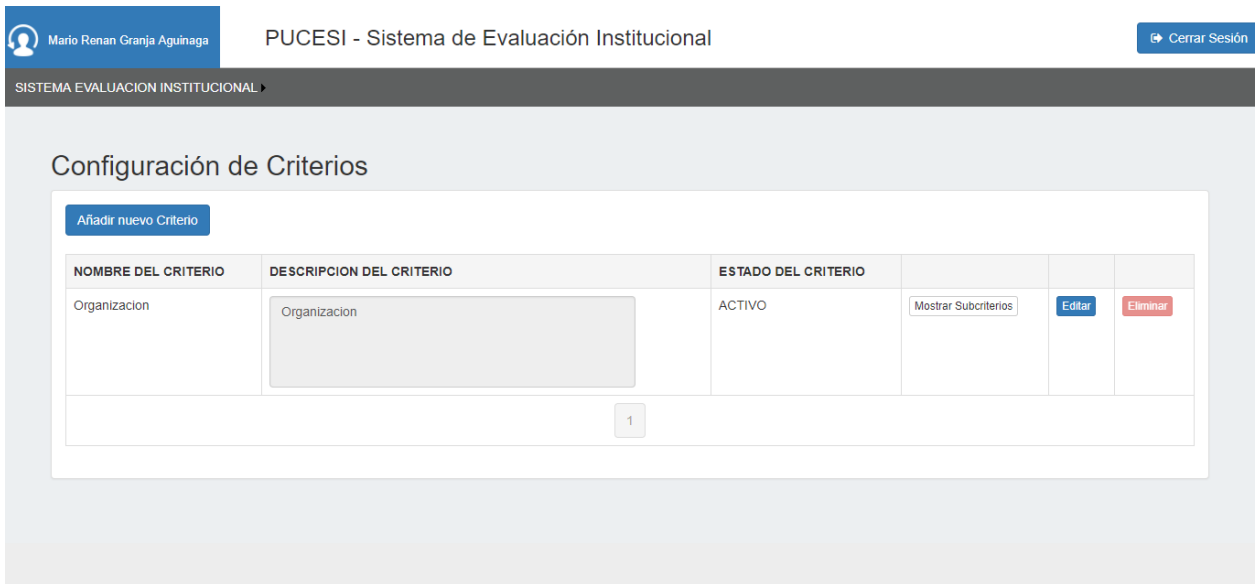 Mario Renan Granja Aguinaga
PUCESI - Sistema de Evaluación Institucional
Cerrar Sesión
SISTEMA EVALUACION INSTITUCIONAL
Configuración de Criterios
Añadir nuevo Criterio
NOMBRE DEL CRITERIO DESCRIPCION DEL CRITERIO ESTADO DEL CRITERIO
Organizacion Organizacion ACTIVO Mostrar Subcriterios Editar Eliminar
1